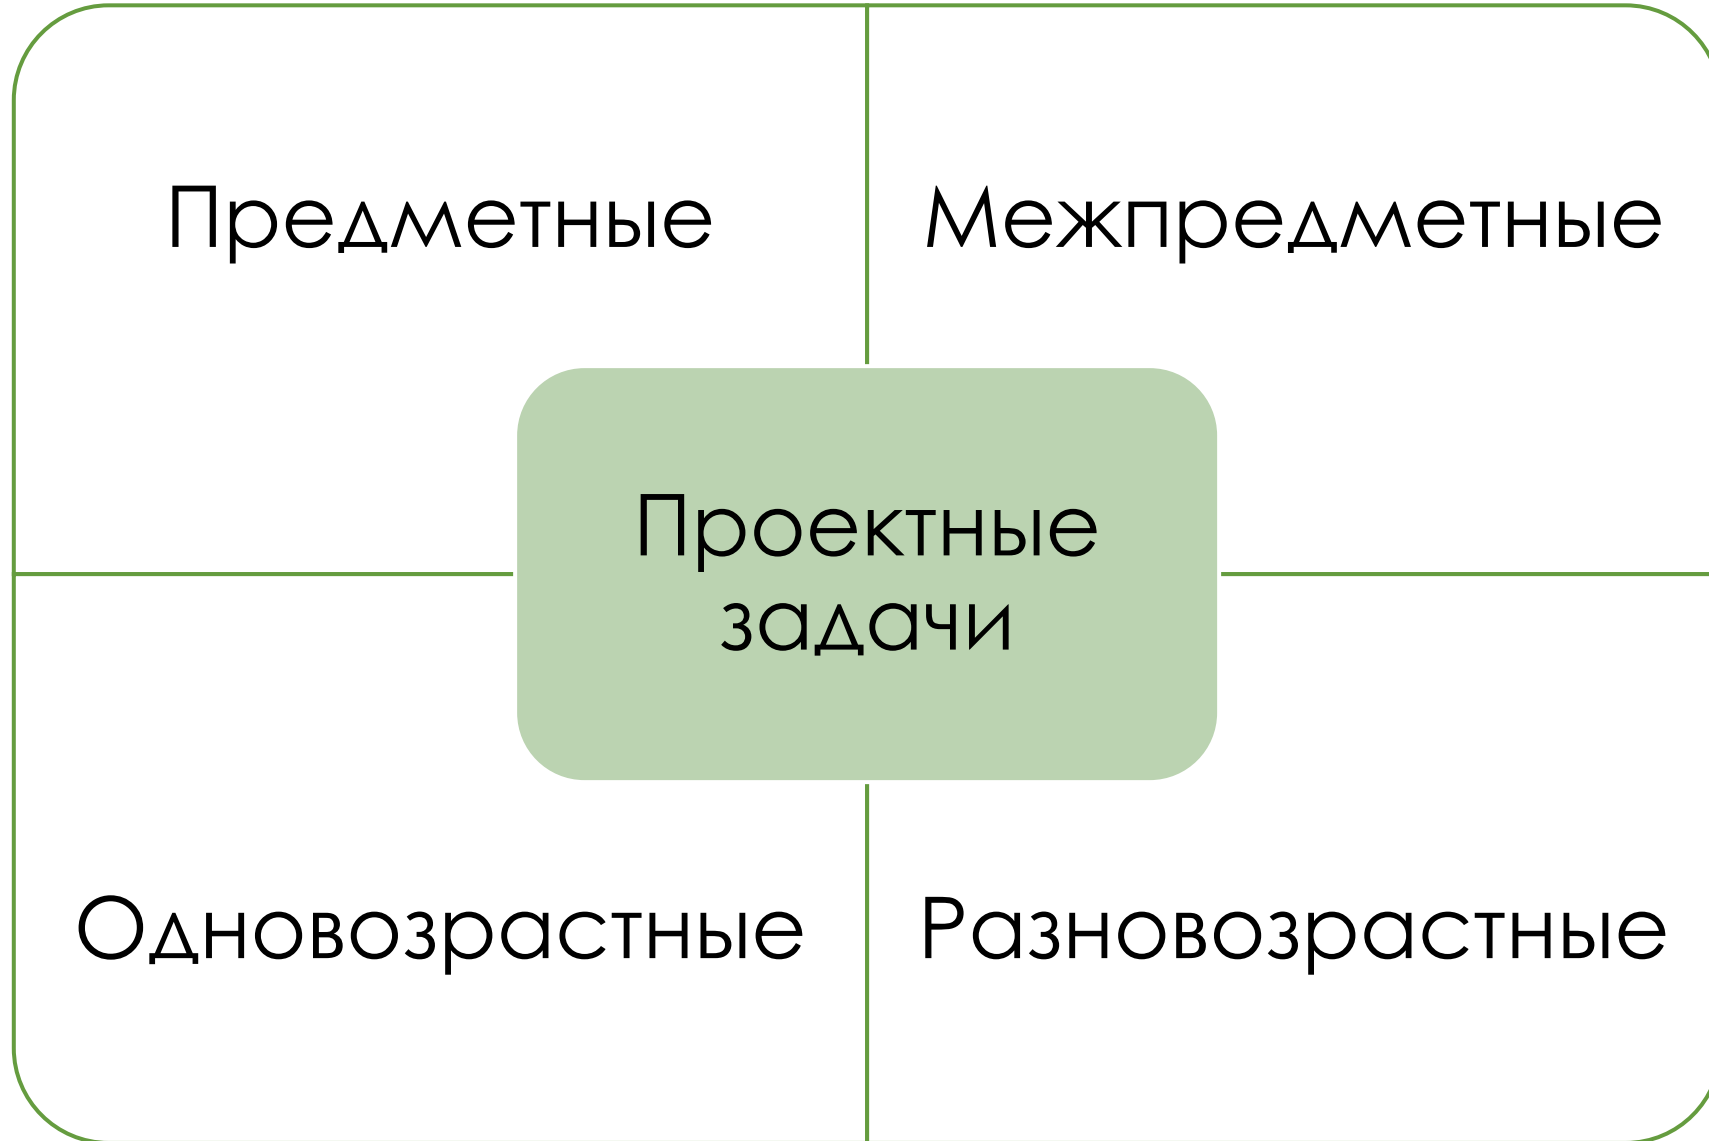 Предметные
Межпредметные
Проектные
задачи
Одновозрастные
Разновозрастные